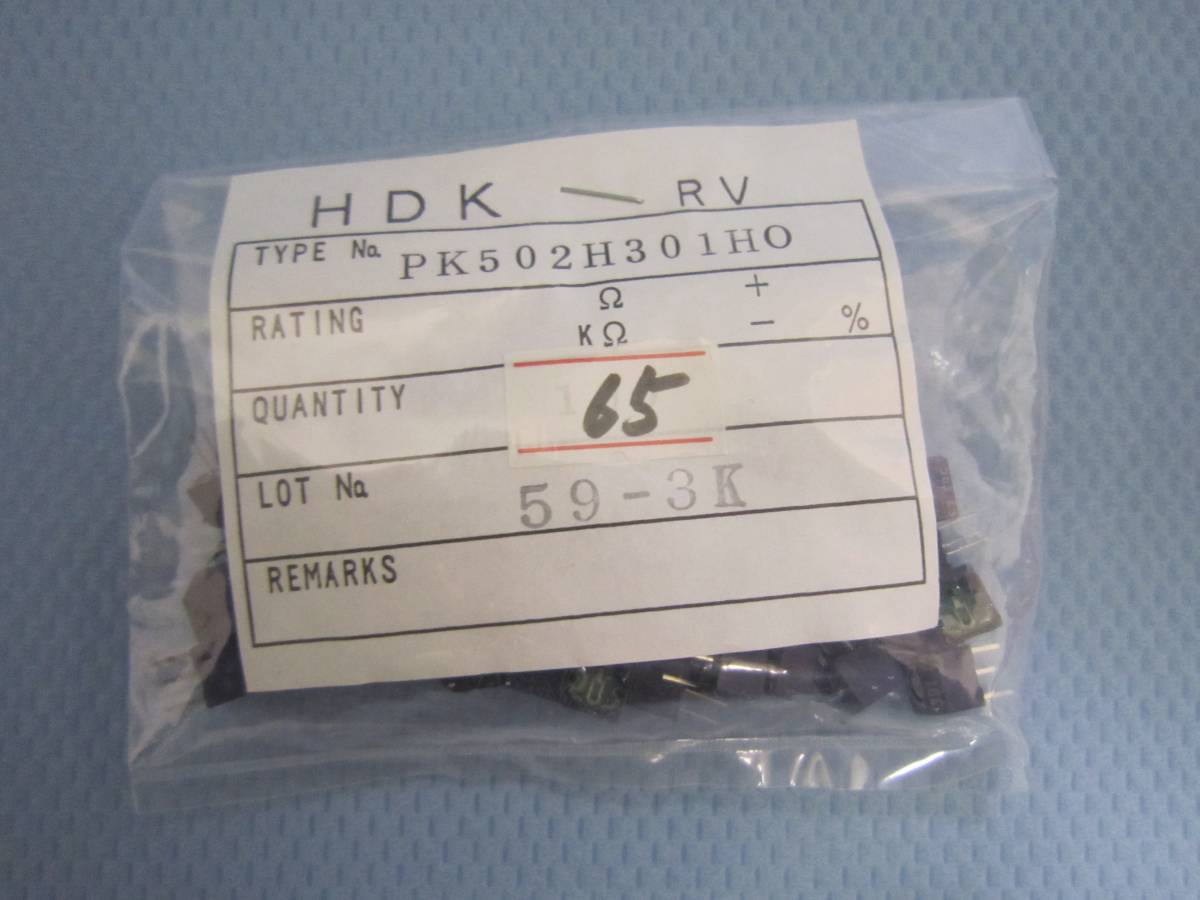 HDK RV
TYPE No. PK502H301HO
RATING Ω + 
KΩ - %
QUANTITY 65
LOT No. 59-3K
REMARKS